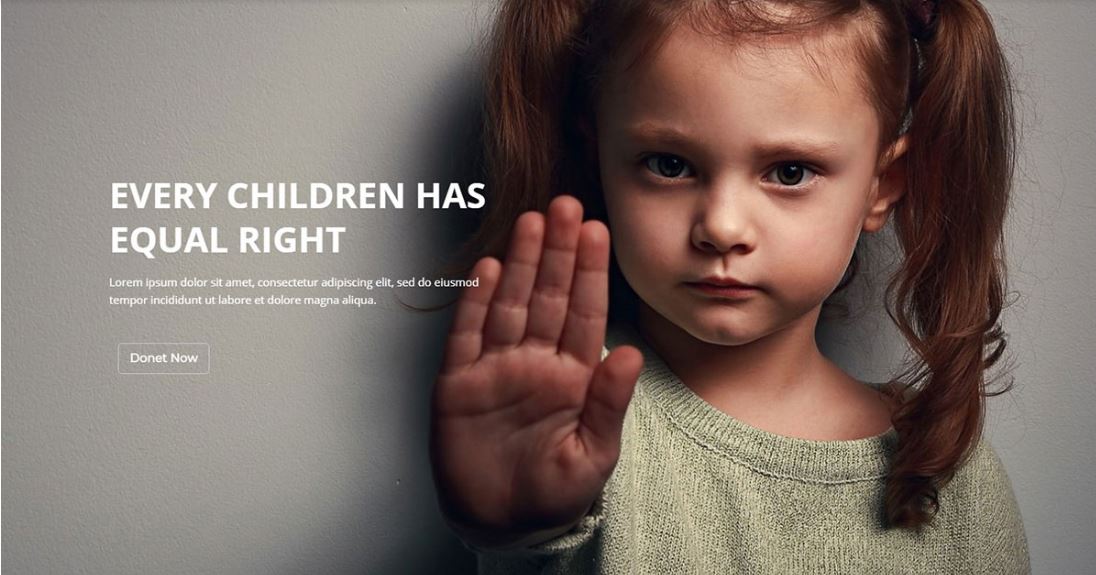 EVERY CHILDREN HAS
EQUAL RIGHT
Lorem ipsum dolor sit amet, consectetur adipiscing elit, sed do eiusmod
tempor incididunt ut labore et dolore magna aliqua.
Donet Now